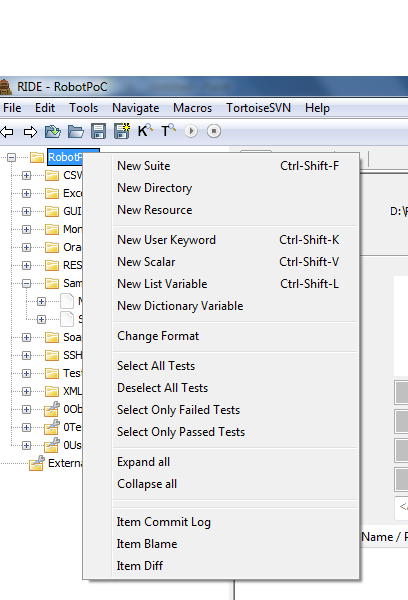 RIDE - RobotPoC
File Edit Tools Navigate Macros TortoiseSVN Help
K T
New Suite Ctrl-Shift-F
New Directory
New Resource
D:\
New User Keyword Ctrl-Shift-K
New Scalar Ctrl-Shift-V
New List Variable Ctrl-Shift-L
New Dictionary Variable
Change Format
Select All Tests
Deselect All Tests
Select Only Failed Tests
Select Only Passed Tests
Expand all
Collapse all
Item Commit Log
Item Blame
Item Diff
CSW
Exce
GUI
Mon
Ora
RES
Sam
Soa
SSH
Test
XML
0Ob
0Te
0Us
Externa
Name /